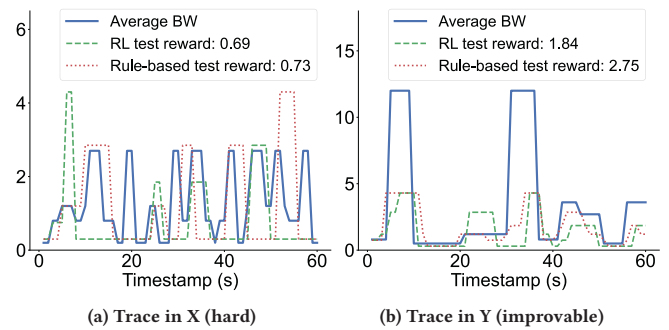 Average BW
RL test reward: 0.69
Rule-based test reward: 0.73
6
4
2
0
0 20 40 60
Timestamp (s)
(a) Trace in X (hard)
Average BW
RL test reward: 1.84
Rule-based test reward: 2.75
15
10
5
0
0 20 40 60
Timestamp (s)
(b) Trace in Y (improvable)